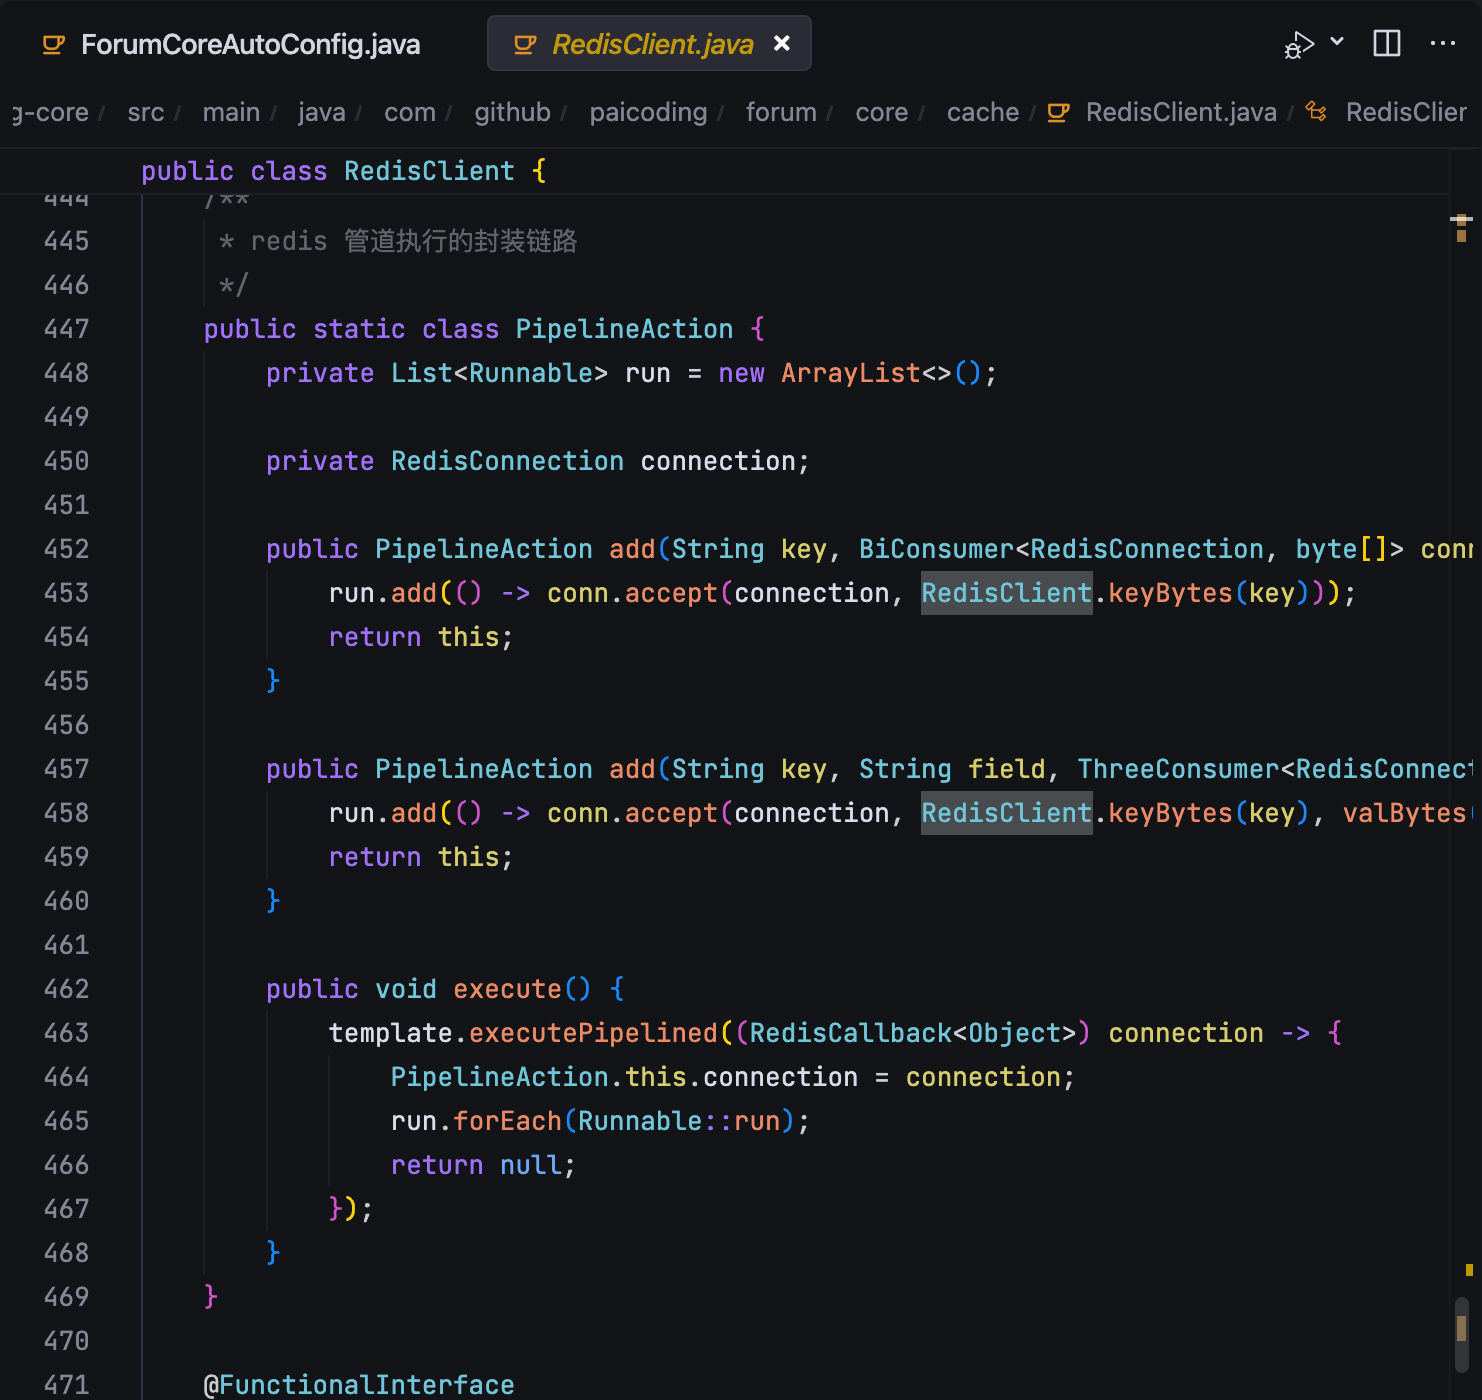 ForumCoreAutoConfig.java RedisClient.java
g-core / src / main / java / com / github / paicoding / forum / core / cache / RedisClient.java / RedisClier
public class RedisClient {
444 /**
445 * redis 管道执行的封装链路
446 */
447 public static class PipelineAction {
448 private List<Runnable> run = new ArrayList<>();
449
450 private RedisConnection connection;
451
452 public PipelineAction add(String key, BiConsumer<RedisConnection, byte[]> conn
453 run.add(() -> conn.accept(connection, RedisClient.keyBytes(key)));
454 return this;
455 }
456
457 public PipelineAction add(String key, String field, ThreeConsumer<RedisConnect
458 run.add(() -> conn.accept(connection, RedisClient.keyBytes(key), valBytes(
459 return this;
460 }
461
462 public void execute() {
463 template.executePipelined((RedisCallback<Object>) connection -> {
464 PipelineAction.this.connection = connection;
465 run.forEach(Runnable::run);
466 return null;
467 });
468 }
469 }
470
471 @FunctionalInterface